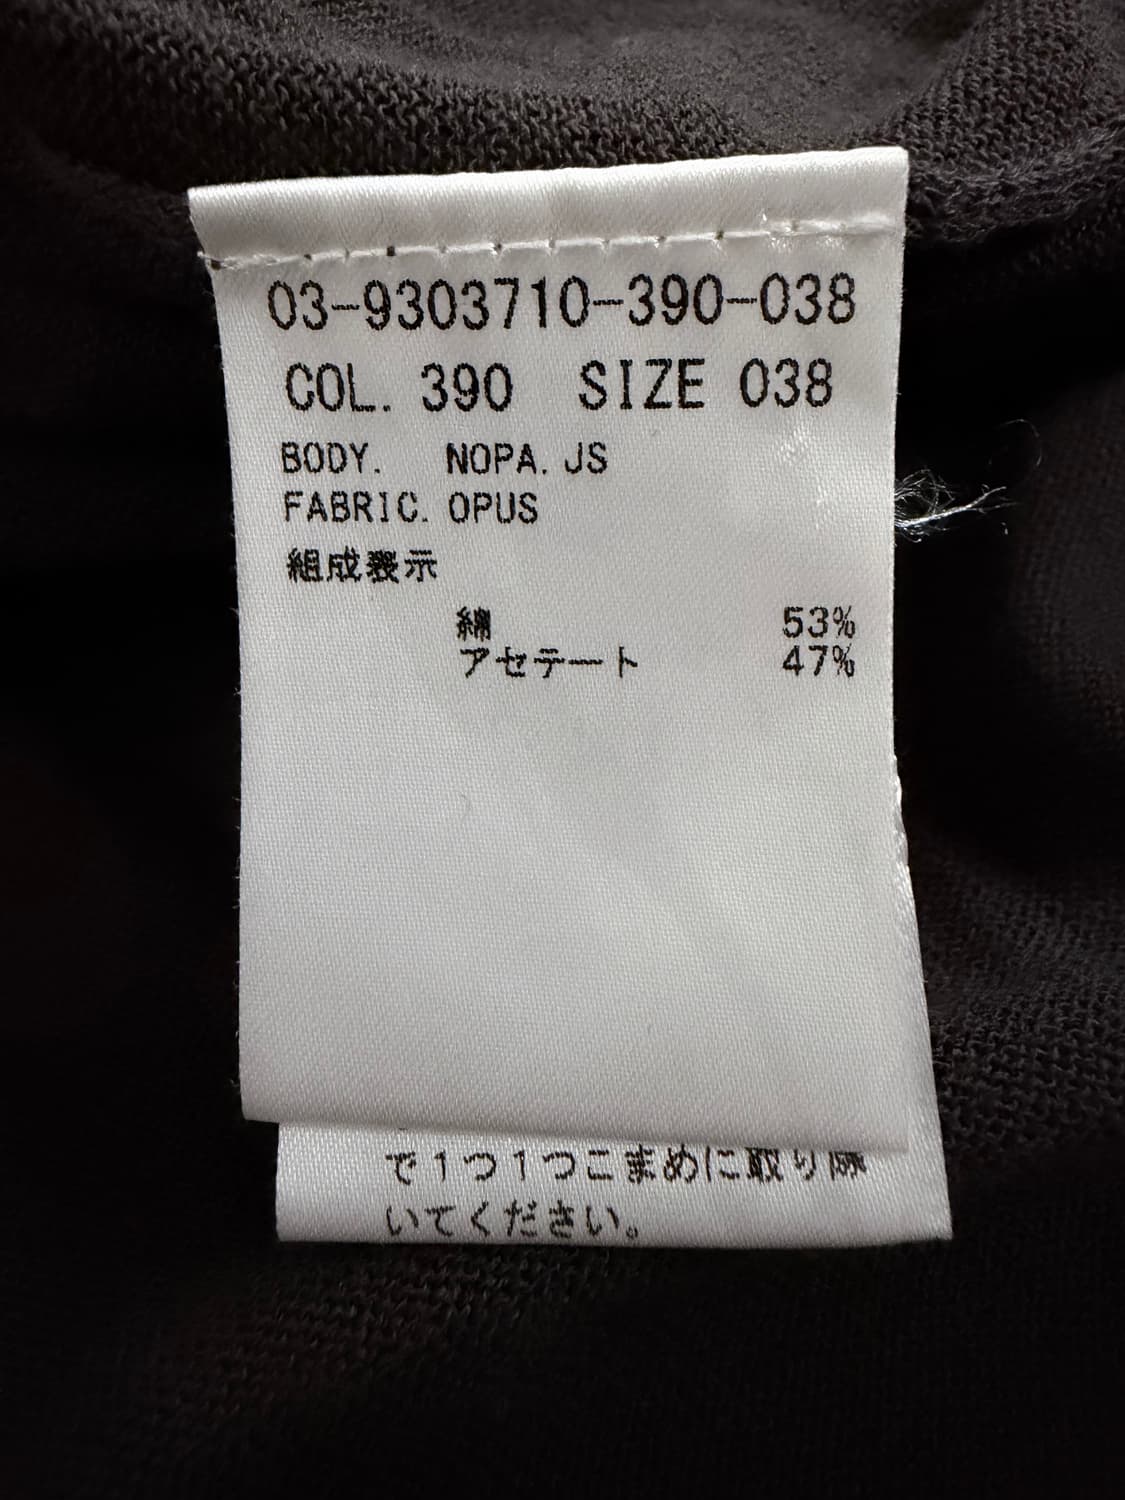 03-9303710-390-038
COL. 390 SIZE 038
BODY. NOPA. JS
FABRIC. OPUS
組成表示
綿 53%
アセテート 47%
で1つ1つこまめに取り除
いてください。